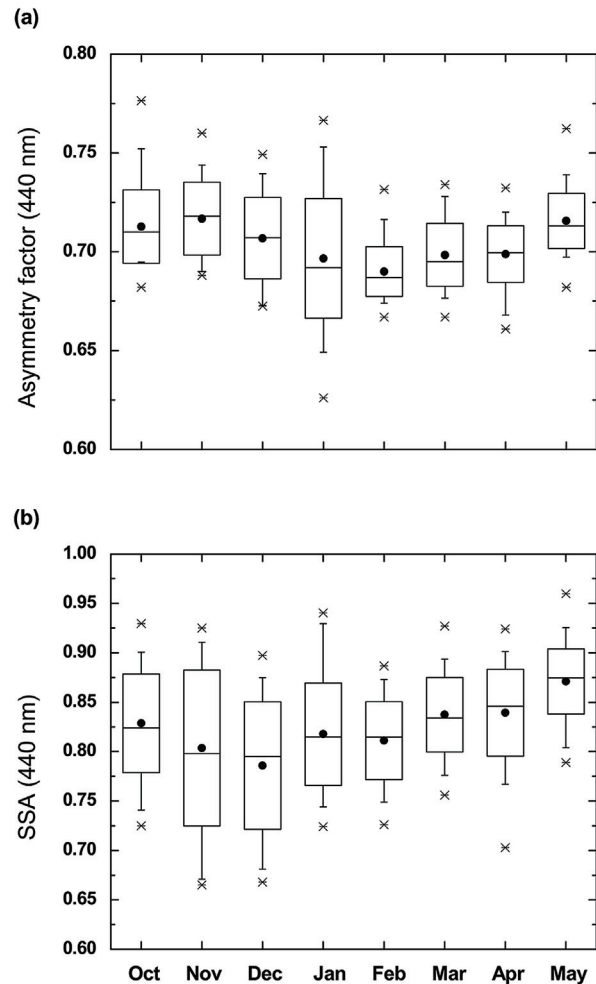 (a)
0.80
0.75
0.70
0.65
0.60
Asymmetry factor (440 nm)
(b)
1.00
0.95
0.90
0.85
0.80
0.75
0.70
0.65
0.60
SSA (440 nm)
Oct Nov Dec Jan Feb Mar Apr May